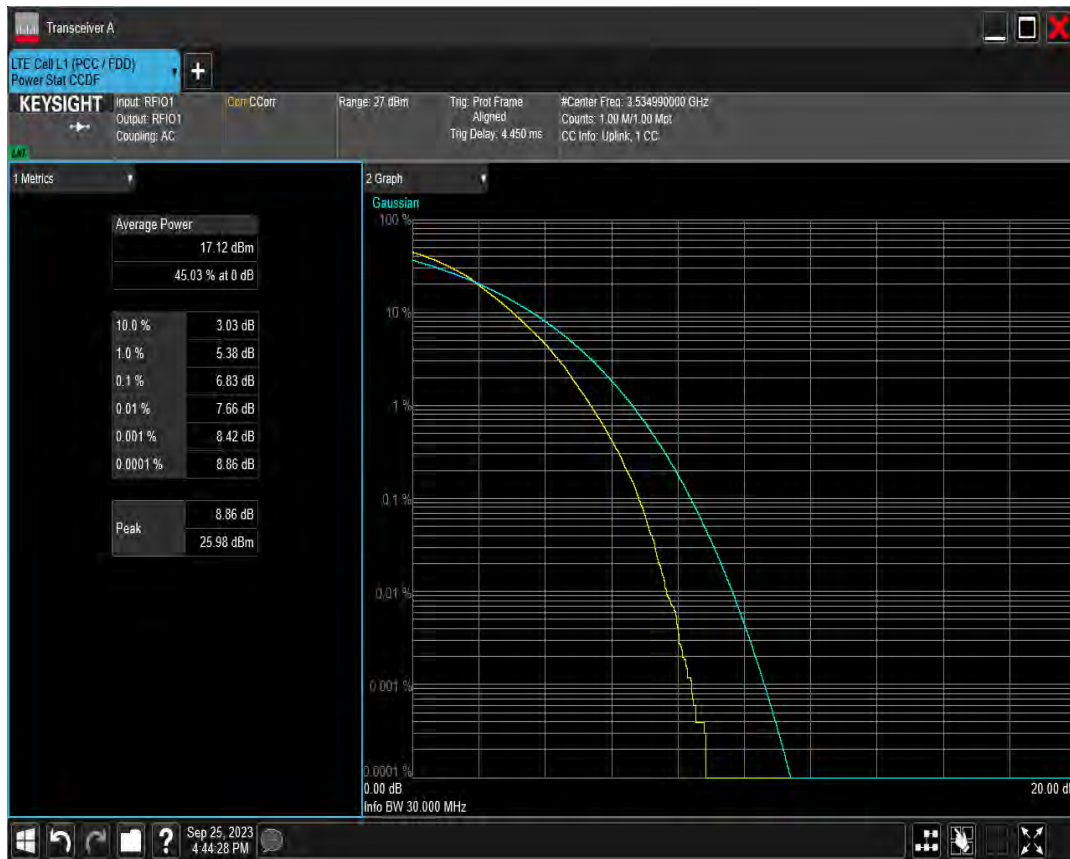 Transceiver A
LTE Cell L1 (PCC / FDD)
Power Stat CCDF
+
KEYSIGHT
Input: RFIO1
Output: RFIO1
Coupling: AC
Corr CCorr
Range: 27 dBm
Trig: Prot Frame
Aligned
Trig Delay: 4.450 ms
#Center Freq: 3.534990000 GHz
Counts: 1.00 M/1.00 Mpt
CC Info: Uplink, 1 CC
1 Metrics
Average Power
17.12 dBm
45.03 % at 0 dB
10.0 % 3.03 dB
1.0 % 5.38 dB
0.1 % 6.83 dB
0.01 % 7.66 dB
0.001 % 8.42 dB
0.0001 % 8.86 dB
Peak
8.86 dB
25.98 dBm
2 Graph
Gaussian
100 %
10 %
1 %
0.1 %
0.01 %
0.001 %
0.0001 %
0.00 dB 20.00 d
Info BW 30.000 MHz
?
Sep 25, 2023
4:44:28 PM